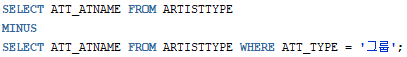 SELECT ATT_ATNAME FROM ARTISTTYPE
MINUS
SELECT ATT_ATNAME FROM ARTISTTYPE WHERE ATT_TYPE = '그룹';